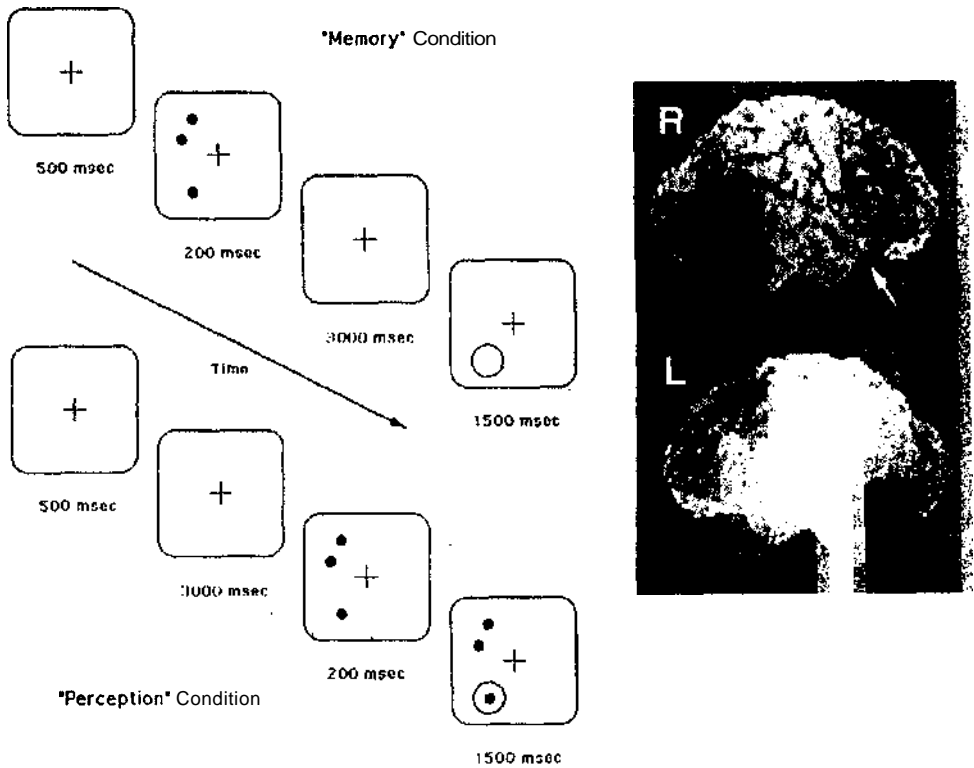 "Memory" Condition
500 msec
200 msec
3000 msec
1500 msec
Time
500 msec
3000 msec
200 msec
1500 msec
"Perception" Condition
R
L